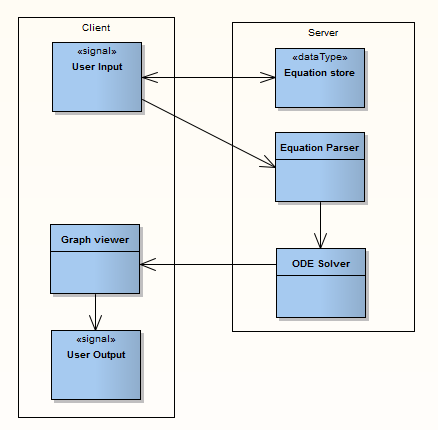 Client
«signal»
User Input
Graph viewer
«signal»
User Output
Server
«dataType»
Equation store
Equation Parser
ODE Solver